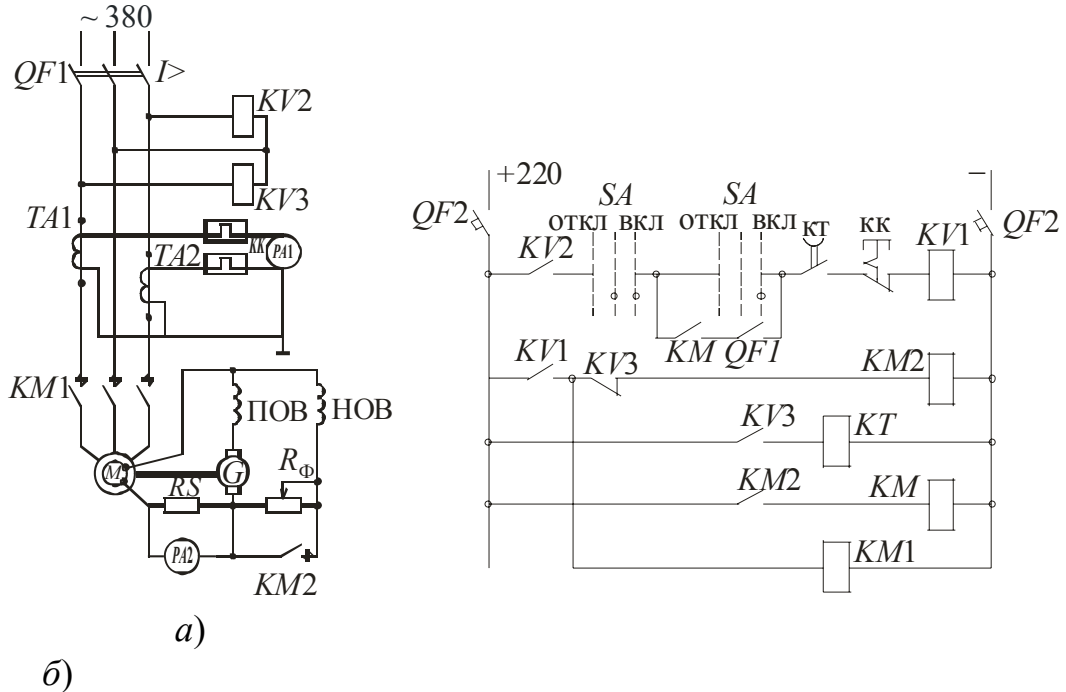 ~ 380
QF1
I>
KV2
KV3
TA1
КК
PA1
TA2
KM1
ПОВ
НОВ
M
G
RS
RФ
PA2
KM2
а)
б)
+220
–
QF2
SA
SA
QF2
откл
вкл
откл
вкл
кт
кк
KV1
KV2
KM
QF1
KV1
KV3
KM2
KV3
KT
KM2
KM
KM1